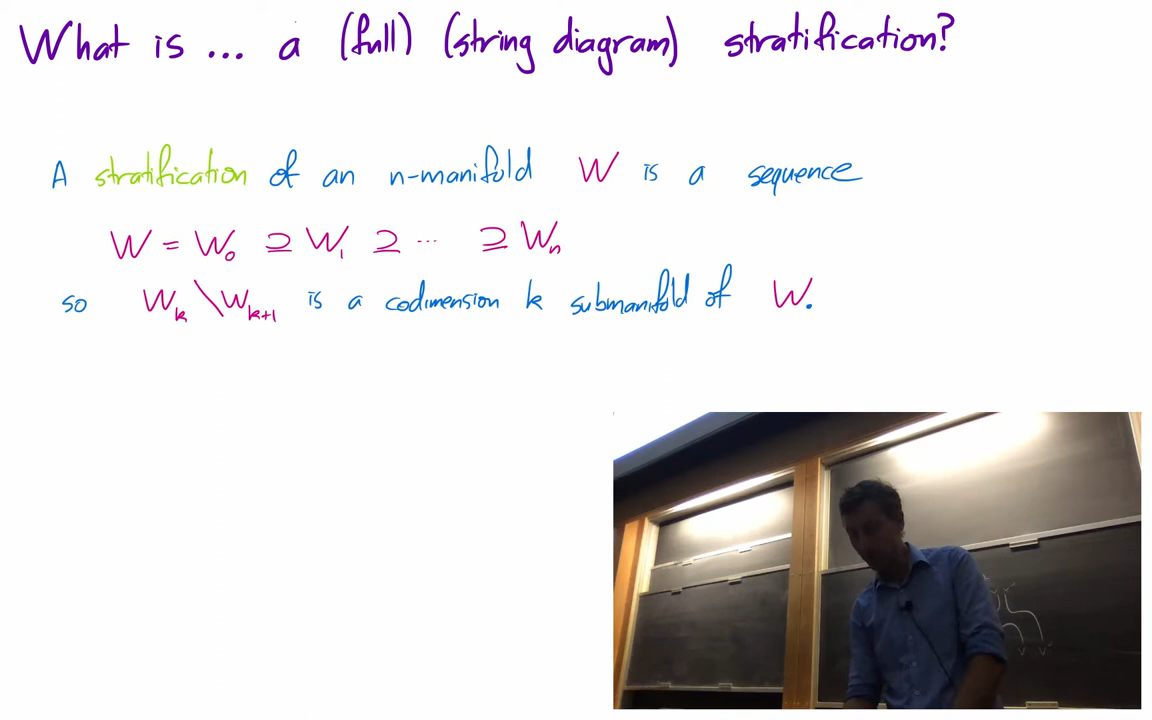 What is ... a (full) (string diagram) stratification?
A stratification of an n-manifold W is a sequence
W = W₀ ⊇ W₁ ⊇ ... ⊇ Wₙ
so Wₖ \ Wₖ₊₁ is a codimension k submanifold of W.